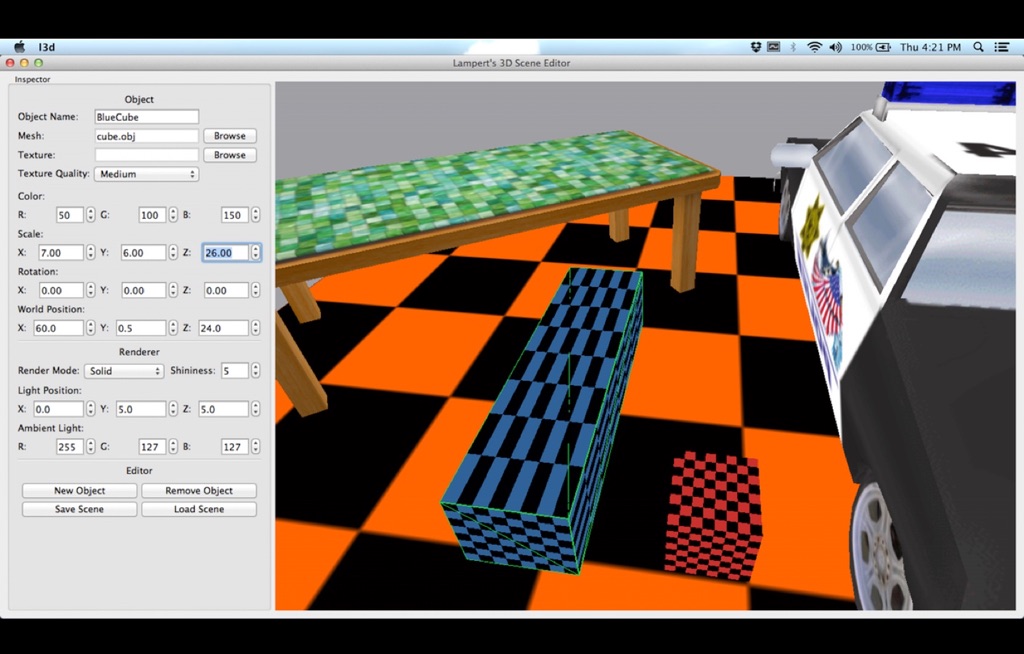 l3d
100%
Thu 4:21 PM
Lampert's 3D Scene Editor
Inspector
Object
Object Name: BlueCube
Mesh: cube.obj Browse
Texture: Browse
Texture Quality: Medium
Color:
R: 50 G: 100 B: 150
Scale:
X: 7.00 Y: 6.00 Z: 26.00
Rotation:
X: 0.00 Y: 0.00 Z: 0.00
World Position:
X: 60.0 Y: 0.5 Z: 24.0
Renderer
Render Mode: Solid Shininess: 5
Light Position:
X: 0.0 Y: 5.0 Z: 5.0
Ambient Light:
R: 255 G: 127 B: 127
Editor
New Object Remove Object
Save Scene Load Scene